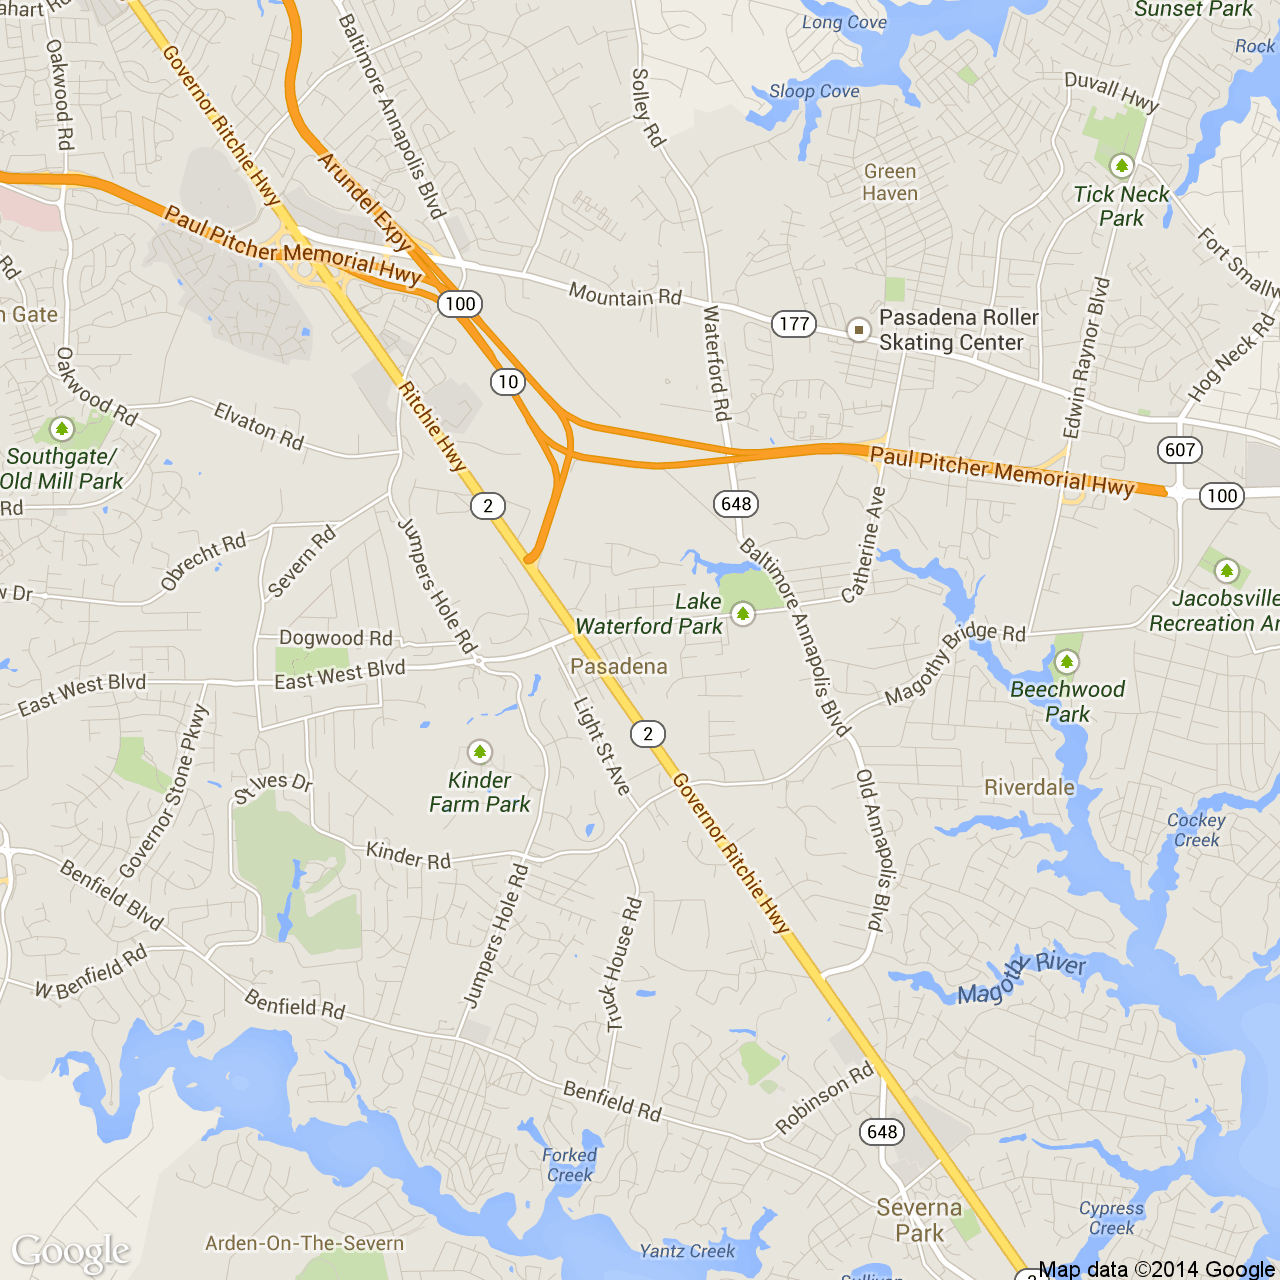 Sunset Park
Long Cove
Rock
Oakwood Rd
Governor Ritchie Hwy
Baltimore Annapolis Blvd
Solley Rd
Sloop Cove
Duvall Hwy
Green
Haven
Tick Neck
Park
Arundel Expy
Paul Pitcher Memorial Hwy
Fort Smallw
Mountain Rd
100
177
Pasadena Roller
Skating Center
Waterford Rd
Edwin Raynor Blvd
Hog Neck Rd
Rd
n Gate
Oakwood Rd
10
Elvaton Rd
Ritchie Hwy
Southgate/
Old Mill Park
Paul Pitcher Memorial Hwy
607
100
Rd
2
648
Catherine Ave
Baltimore Annapolis Blvd
Obrecht Rd
Severn Rd
Jumpers Hole Rd
w Dr
Lake
Waterford Park
Jacobsville
Recreation Ar
Dogwood Rd
Magothy Bridge Rd
East West Blvd
East West Blvd
Pasadena
Beechwood
Park
Governor Stone Pkwy
Light St Ave
2
Kinder
Farm Park
St Ives Dr
Governor Ritchie Hwy
Old Annapolis Blvd
Riverdale
Cockey
Creek
Kinder Rd
Benfield Blvd
Jumpers Hole Rd
Truck House Rd
W Benfield Rd
Benfield Rd
Magothy River
Benfield Rd
Robinson Rd
648
Forked
Creek
Severna
Park
Cypress
Creek
Arden-On-The-Severn
Yantz Creek
Google
Map data ©2014 Google